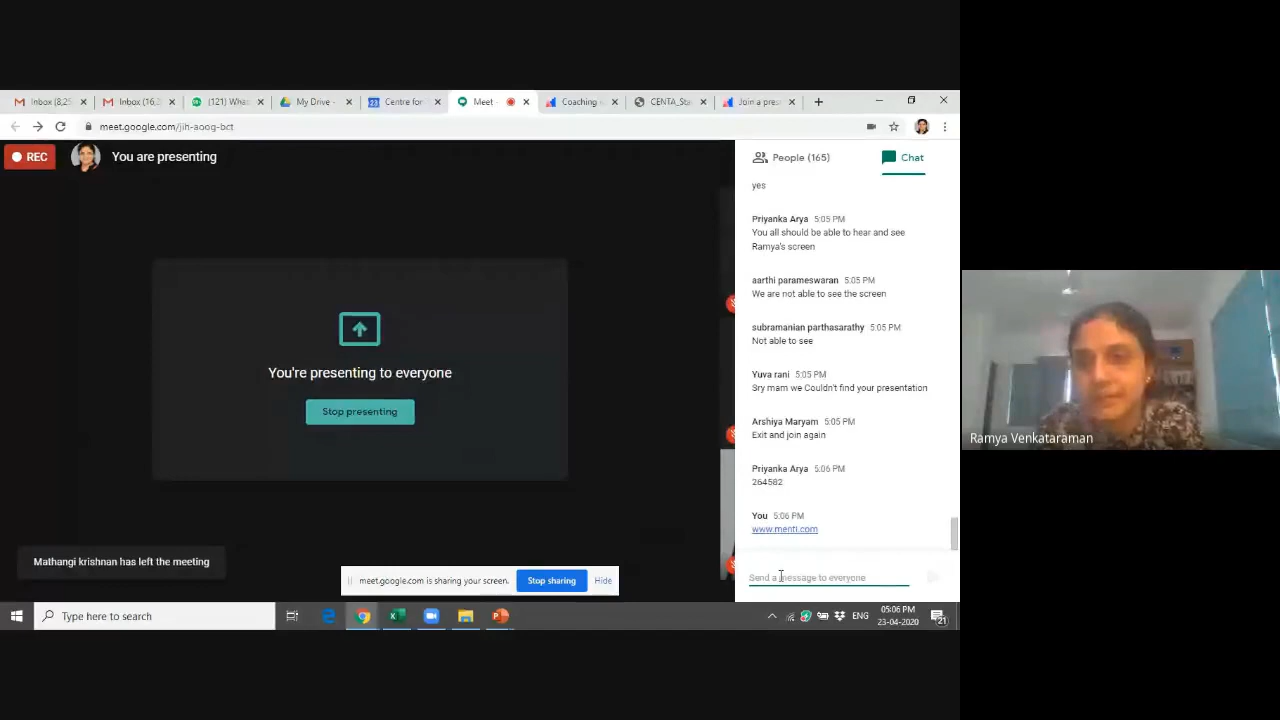 Inbox (8,25
Inbox (16,2
(121) Wha
My Drive -
Centre for
Meet -
Coaching
CENTA_Sta
Join a pres
meet.google.com/jih-aoog-bct
REC
You are presenting
People (165)
Chat
yes
Priyanka Arya 5:05 PM
You all should be able to hear and see
Ramya's screen
aarthi parameswaran 5:05 PM
We are not able to see the screen
subramanian parthasarathy 5:05 PM
Not able to see
Yuva rani 5:05 PM
Sry mam we Couldn't find your presentation
Arshiya Maryam 5:05 PM
Exit and join again
Priyanka Arya 5:06 PM
264582
You 5:06 PM
www.menti.com
Send a message to everyone
You're presenting to everyone
Stop presenting
Mathangi krishnan has left the meeting
meet.google.com is sharing your screen.
Stop sharing
Hide
Ramya Venkataraman
Type here to search
ENG
05:06 PM
23-04-2020
21